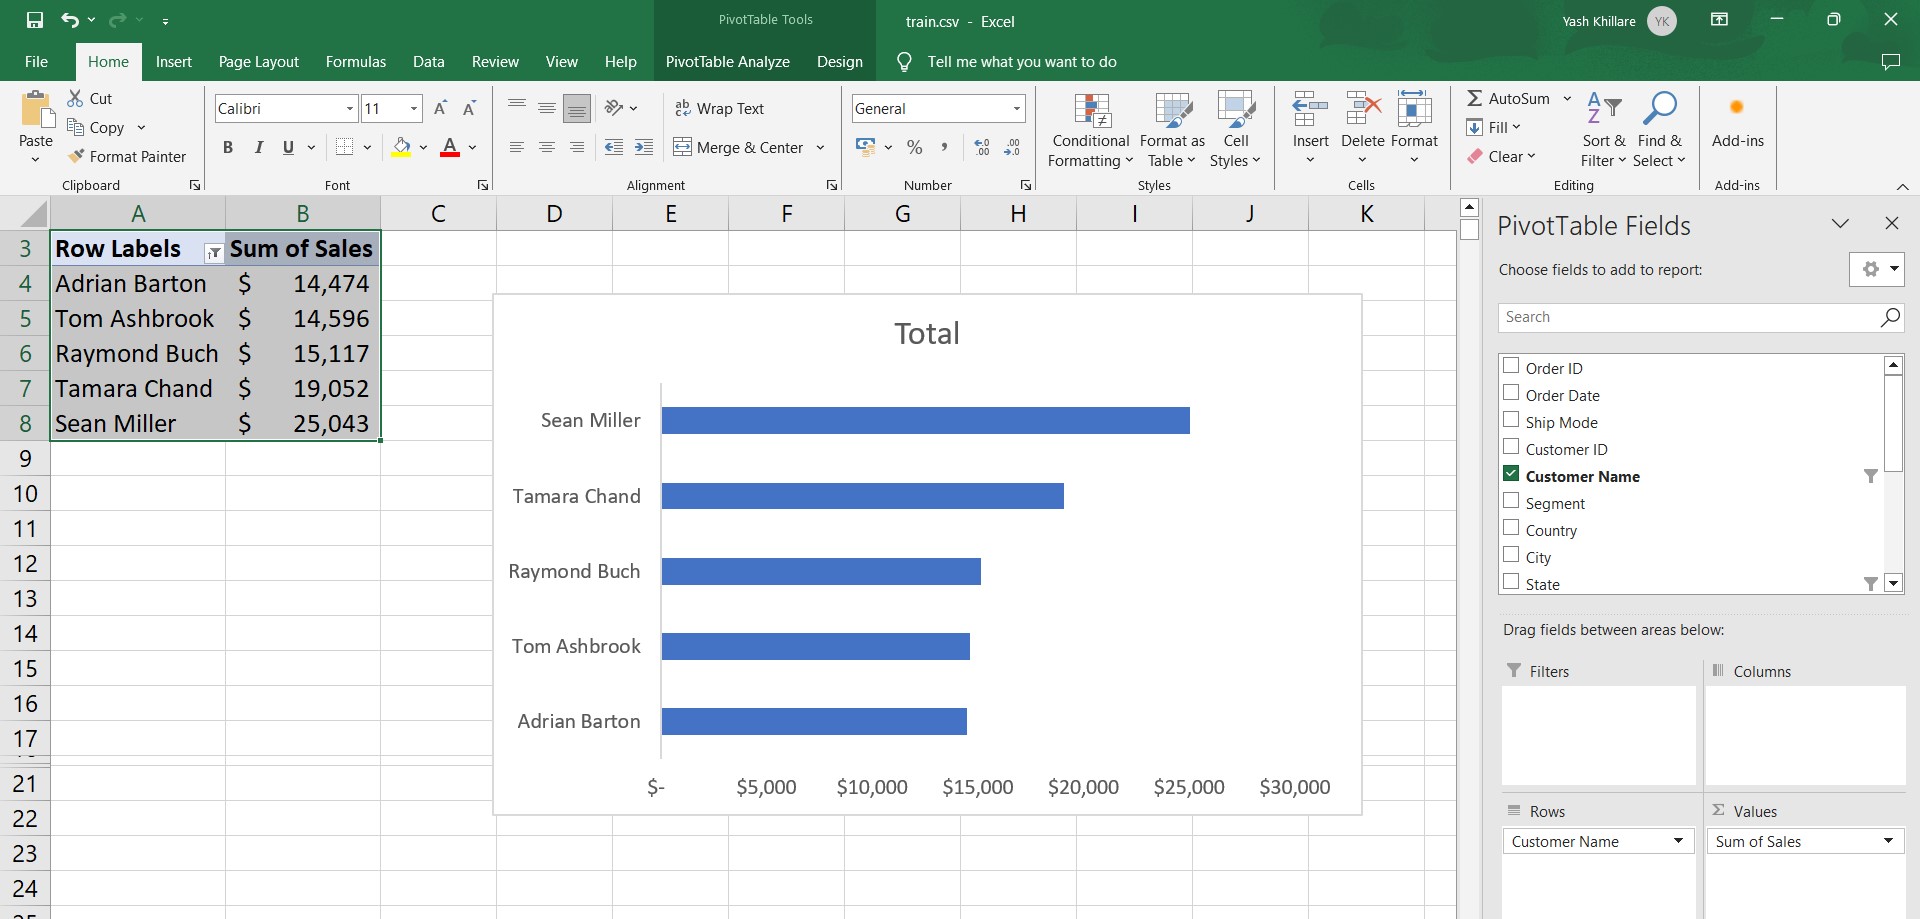 PivotTable Tools
train.csv - Excel
Yash Khillare
YK
File
Home
Insert
Page Layout
Formulas
Data
Review
View
Help
PivotTable Analyze
Design
Tell me what you want to do
Paste
Cut
Copy
Format Painter
Clipboard
Calibri
11
A
A
B
I
U
A
Font
ab
Wrap Text
Merge & Center
Alignment
General
%
Number
Conditional Formatting
Format as Table
Cell Styles
Styles
Insert
Delete
Format
Cells
AutoSum
Fill
Clear
Sort & Filter
Find & Select
Editing
Add-ins
Add-ins
A B C D E F G H I J K
3 Row Labels Sum of Sales
4 Adrian Barton $ 14,474
5 Tom Ashbrook $ 14,596
6 Raymond Buch $ 15,117
7 Tamara Chand $ 19,052
8 Sean Miller $ 25,043
9
10
11
12
13
14
15
16
17
21
22
23
24
Total
Sean Miller
Tamara Chand
Raymond Buch
Tom Ashbrook
Adrian Barton
$- $5,000 $10,000 $15,000 $20,000 $25,000 $30,000
PivotTable Fields
Choose fields to add to report:
Search
Order ID
Order Date
Ship Mode
Customer ID
Customer Name
Segment
Country
City
State
Drag fields between areas below:
Filters
Columns
Rows
Σ Values
Customer Name
Sum of Sales